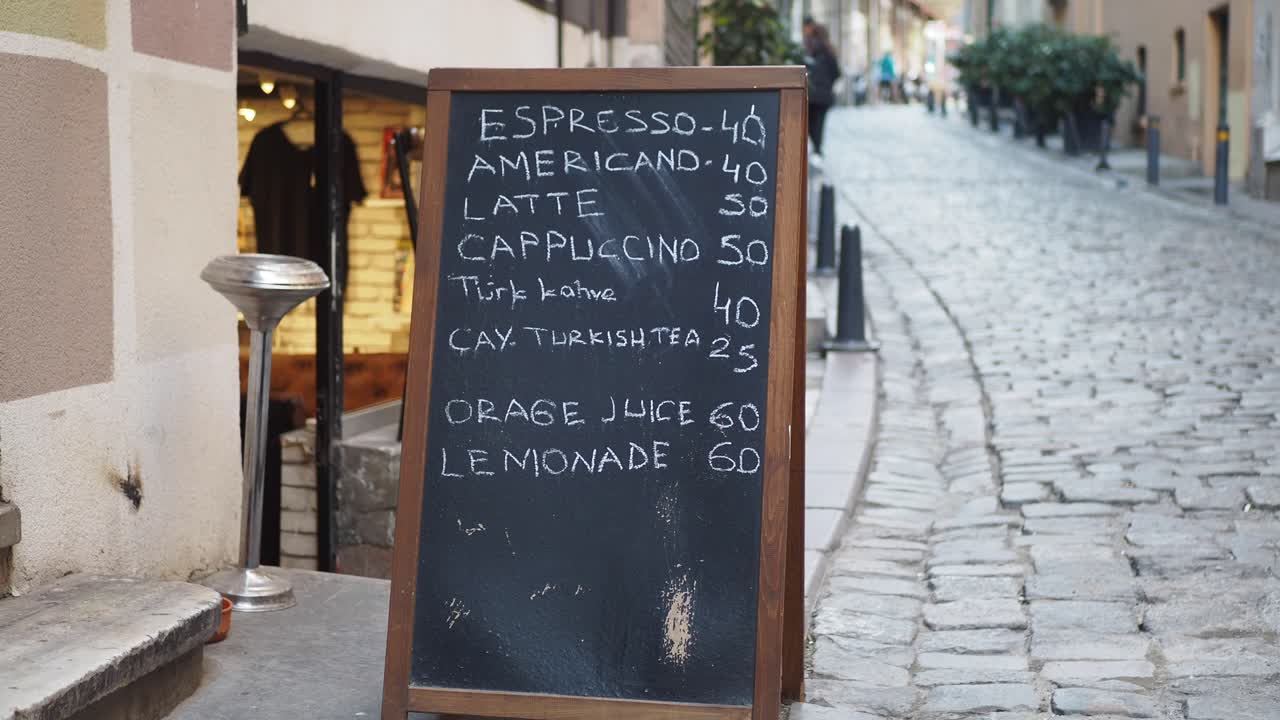 ESPRESSO-40
AMERICANO-40
LATTE 50
CAPPUCCINO 50
Türk kahve 40
CAY. TURKISH TEA 25
ORAGE JUICE 60
LEMONADE 60